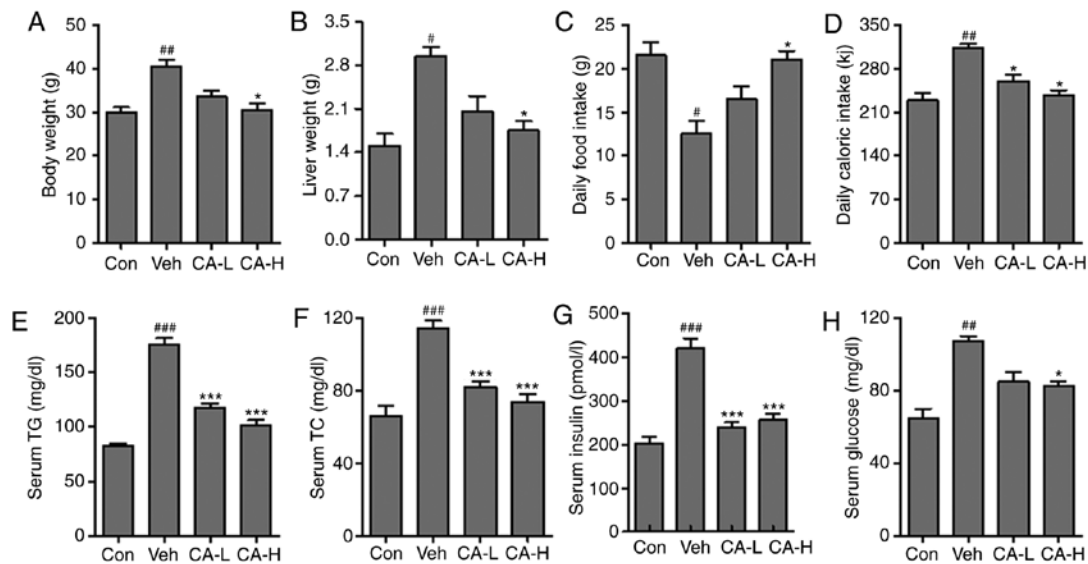 A
Body weight (g)
50
40
30
20
10
0
##
*
Con Veh CA-L CA-H
B
Liver weight (g)
3.5
2.8
2.1
1.4
0.7
0.0
#
*
Con Veh CA-L CA-H
C
Daily food intake (g)
25
20
15
10
5
0
#
*
Con Veh CA-L CA-H
D
Daily caloric intake (kj)
350
280
210
140
70
0
##
*
*
Con Veh CA-L CA-H
E
Serum TG (mg/dl)
200
150
100
50
0
###
***
***
Con Veh CA-L CA-H
F
Serum TC (mg/dl)
120
80
40
0
###
***
***
Con Veh CA-L CA-H
G
Serum insulin (pmol/l)
500
400
300
200
100
0
###
***
***
Con Veh CA-L CA-H
H
Serum glucose (mg/dl)
120
80
40
0
##
*
Con Veh CA-L CA-H